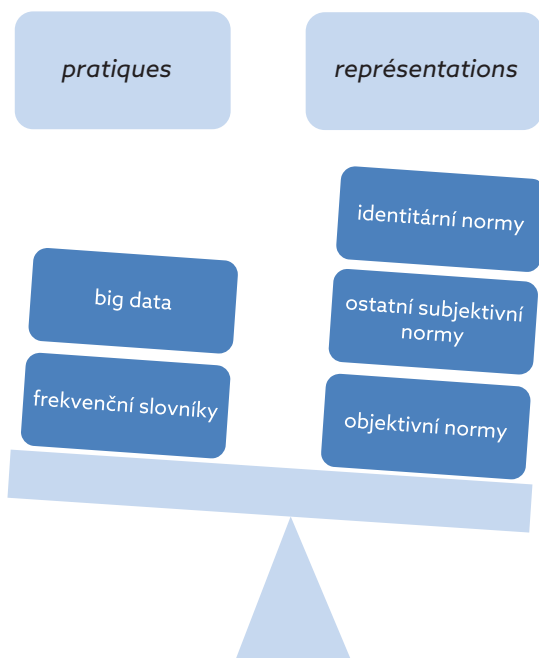 pratiques
représentations
identitární normy
big data
ostatní subjektivní
normy
frekvenční slovníky
objektivní normy